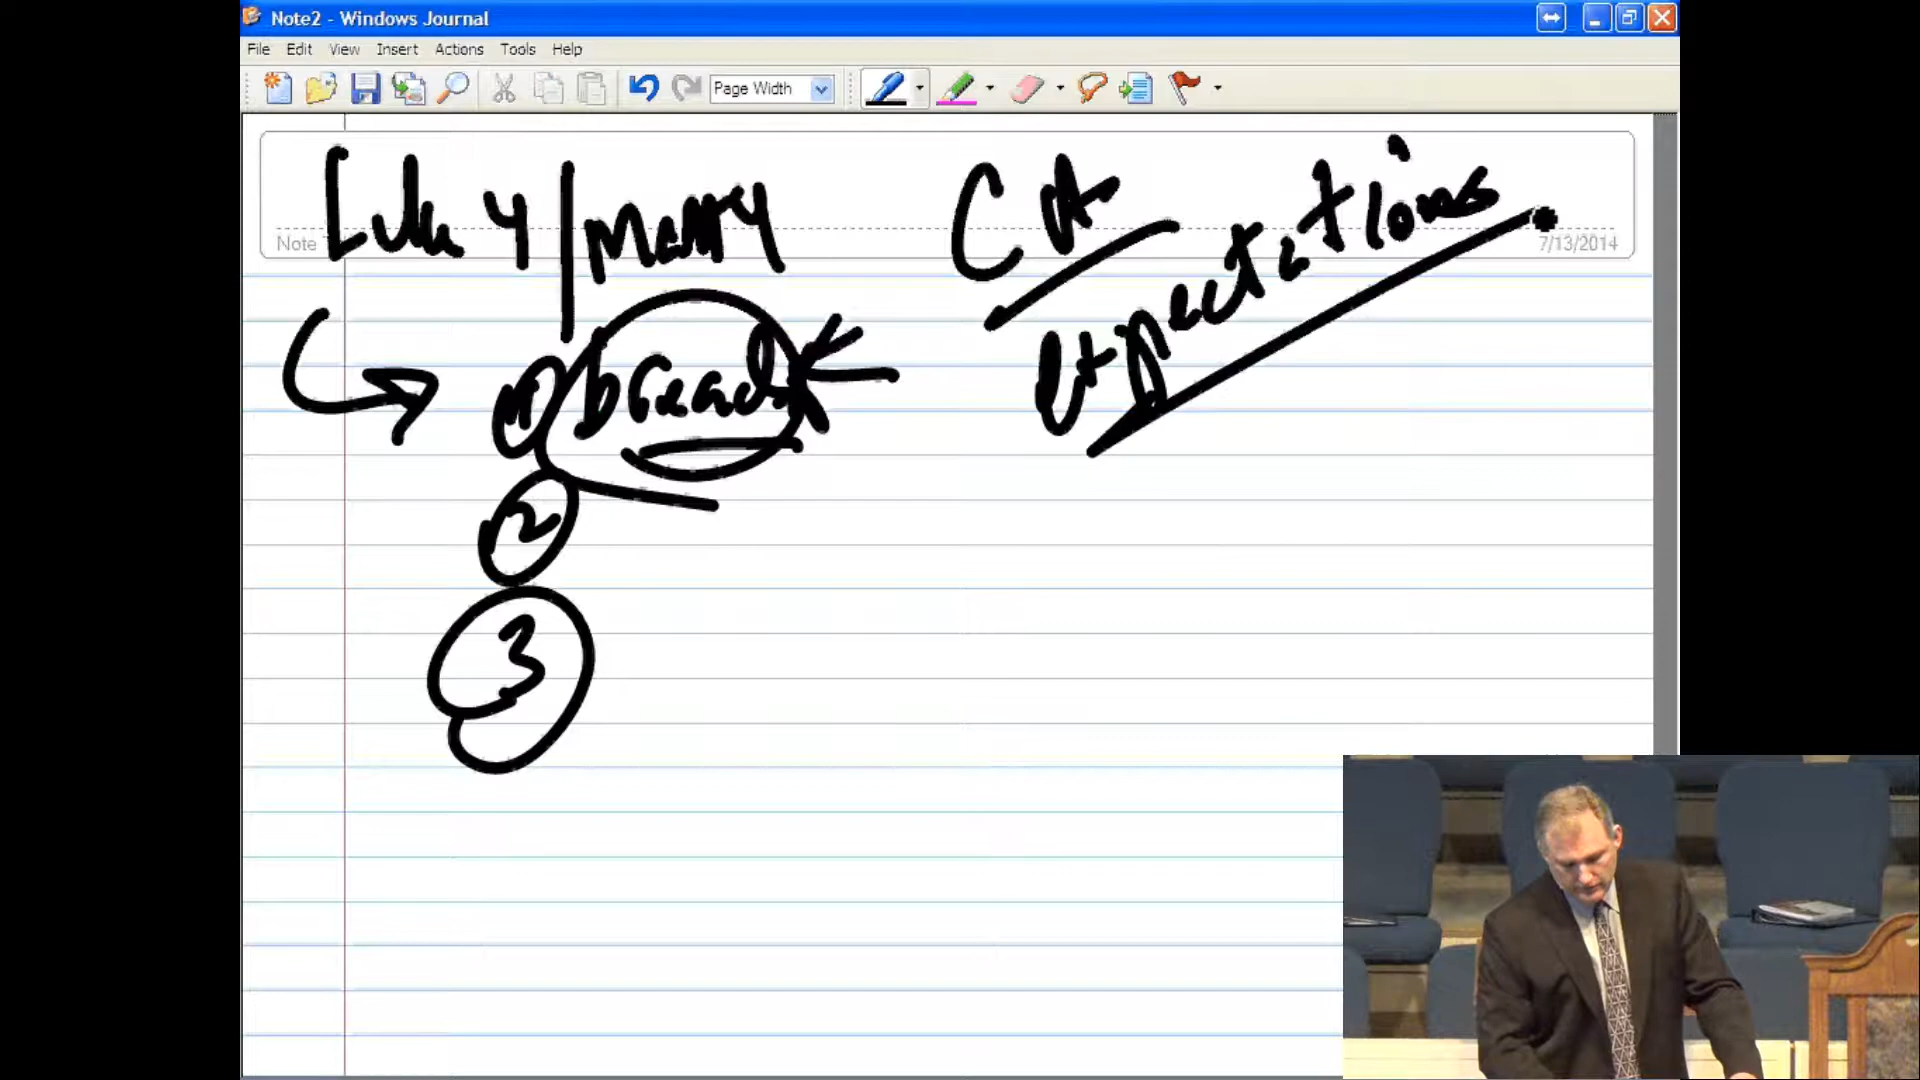 Note2 - Windows Journal
File Edit View Insert Actions Tools Help
Page Width
Luke 4
Note
7/13/2014
expectations
① bread
②
3